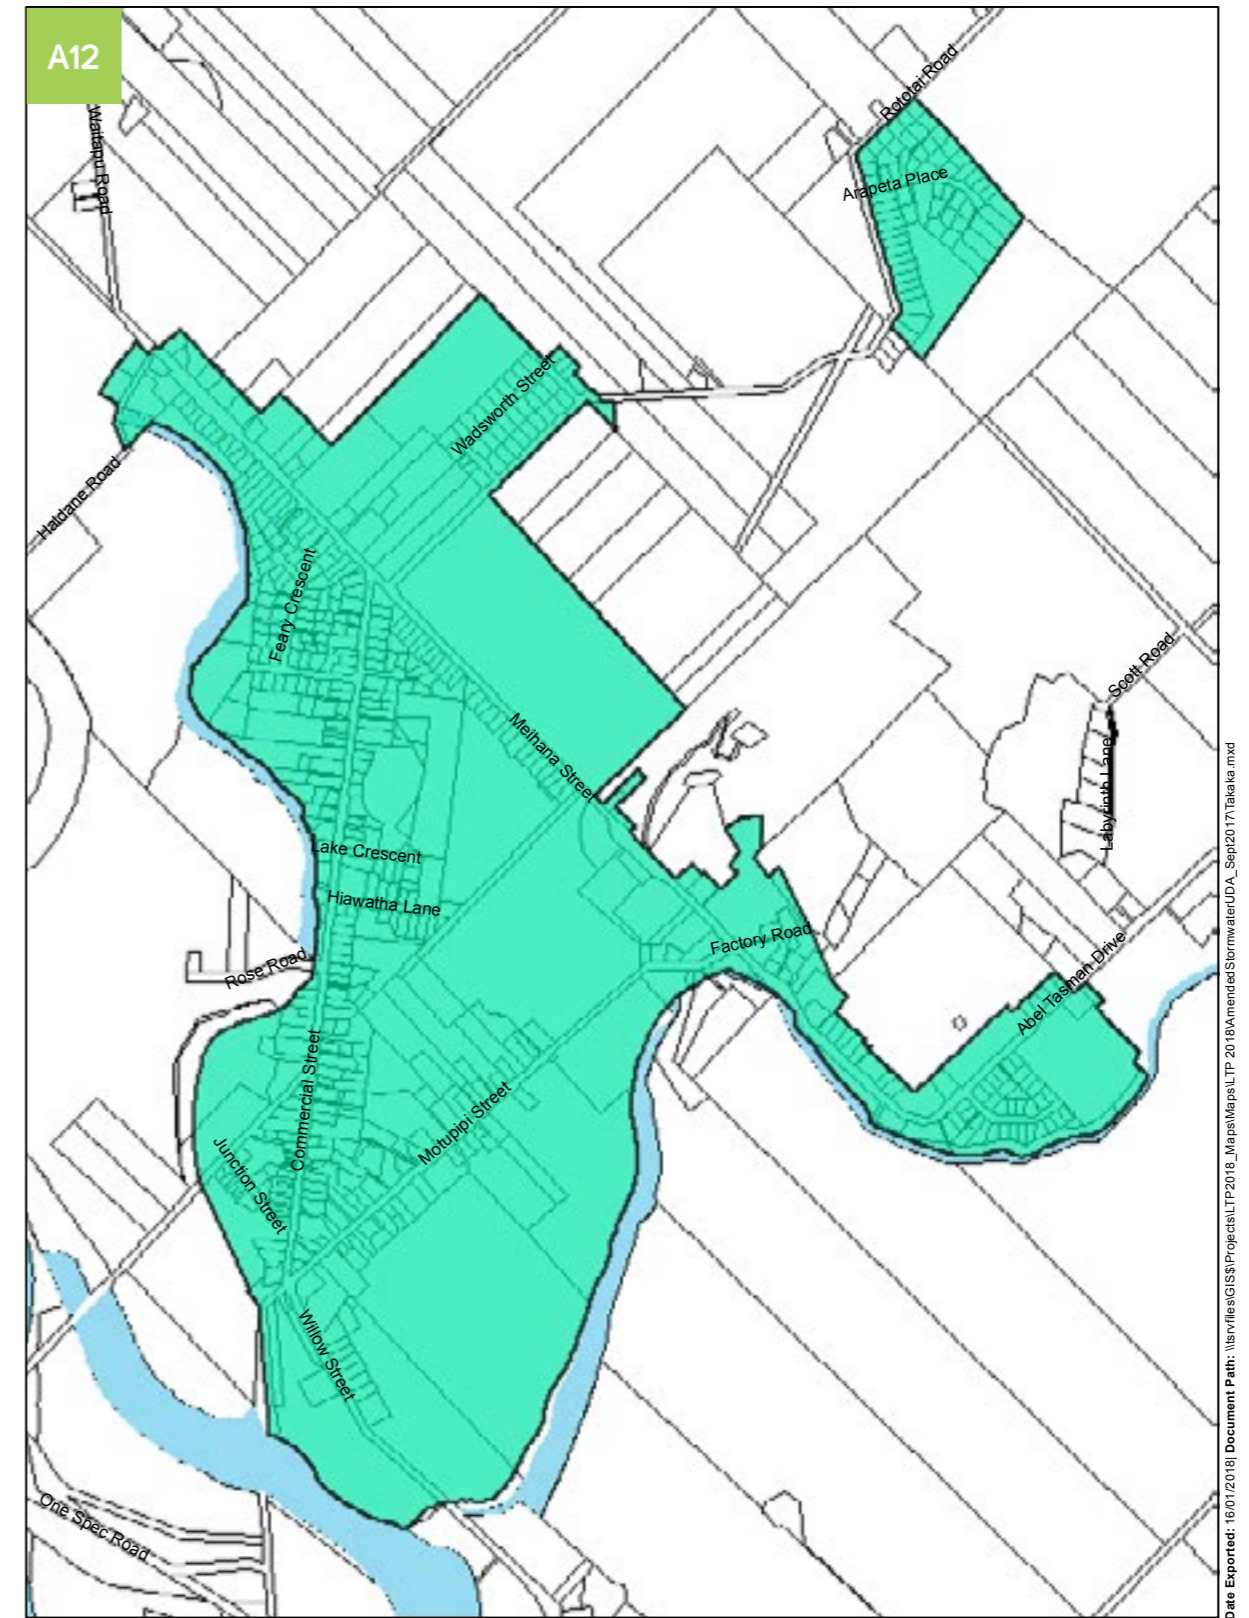 A12
Waitapu Road
Rototai Road
Arapeta Place
Wadsworth Street
Haldane Road
Feary Crescent
Meihana Street
Scott Road
Labyrinth Lane
Lake Crescent
Hiawatha Lane
Factory Road
Rose Road
Abel Tasman Drive
Commercial Street
Motupipi Street
Junction Street
Willow Street
One Spec Road
Date Exported: 16/01/2018| Document Path: \\tsrvfiles\GIS$\Projects\LTP2018_Maps\Maps\LTP 2018\AmendedStormwaterUDA_Sept2017\Takaka.mxd